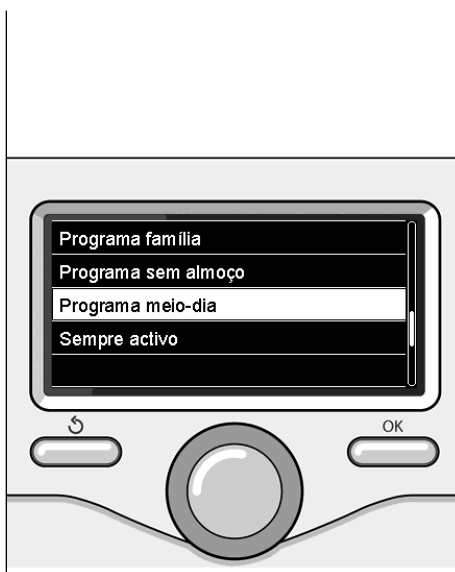 Programa família
Programa sem almoço
Programa meio-dia
Sempre activo
OK